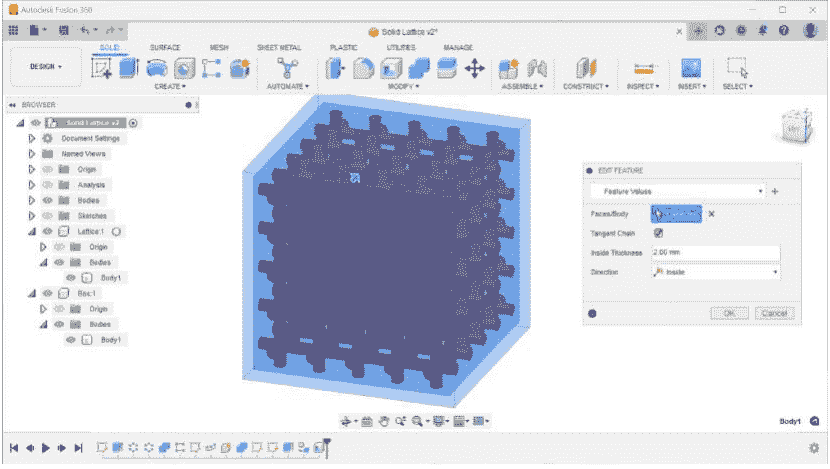 Autodesk Fusion 360
Solid Lattice v2*
SOLID SURFACE MESH SHEET METAL PLASTIC UTILITIES MANAGE
DESIGN
CREATE AUTOMATE MODIFY ASSEMBLE CONSTRUCT INSPECT INSERT SELECT
BROWSER
Solid Lattice v2
Document Settings
Named Views
Origin
Analysis
Bodies
Sketches
Lattice:1
Origin
Bodies
Body1
Box:1
Origin
Bodies
Body1
EDIT FEATURE
Feature Values
Faces/Body
Tangent Chain
Inside Thickness 2.00 mm
Direction Inside
OK Cancel
Body1